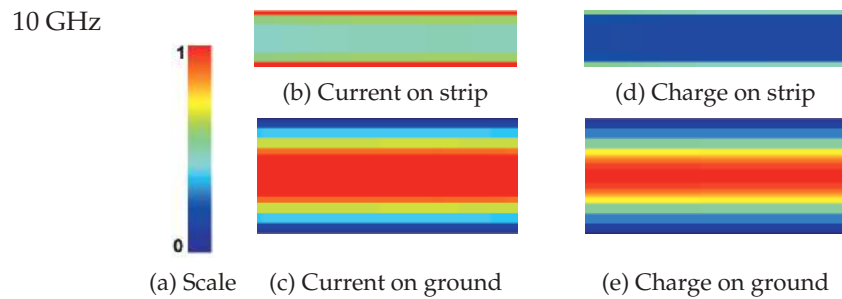 10 GHz
1
0
(a) Scale
(b) Current on strip
(d) Charge on strip
(c) Current on ground
(e) Charge on ground